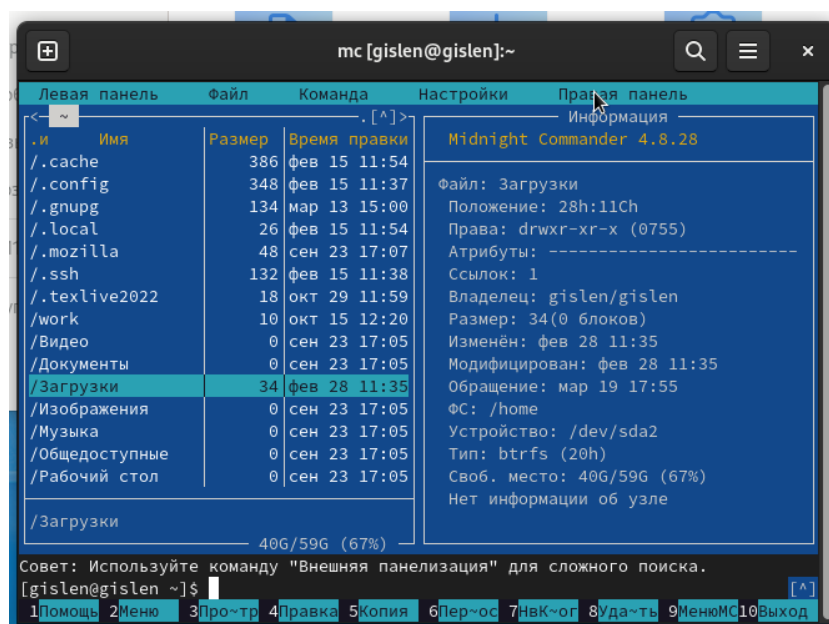 mc [gislen@gislen]:~
Левая панель Файл Команда Настройки Правая панель
<— ~ .[^]>
Информация
.и Имя Размер Время правки
Midnight Commander 4.8.28
/.cache 386 фев 15 11:54
/.config 348 фев 15 11:37
Файл: Загрузки
/.gnupg 134 мар 13 15:00
Положение: 28h:11Ch
/.local 26 фев 15 11:54
Права: drwxr-xr-x (0755)
/.mozilla 48 сен 23 17:07
Атрибуты: -------------------------
/.ssh 132 фев 15 11:38
Ссылок: 1
/.texlive2022 18 окт 29 11:59
Владелец: gislen/gislen
/work 10 окт 15 12:20
Размер: 34(0 блоков)
/Видео 0 сен 23 17:05
Изменён: фев 28 11:35
/Документы 0 сен 23 17:05
Модифицирован: фев 28 11:35
/Загрузки 34 фев 28 11:35
Обращение: мар 19 17:55
/Изображения 0 сен 23 17:05
ФС: /home
/Музыка 0 сен 23 17:05
Устройство: /dev/sda2
/Общедоступные 0 сен 23 17:05
Тип: btrfs (20h)
/Рабочий стол 0 сен 23 17:05
Своб. место: 40G/59G (67%)
Нет информации об узле
/Загрузки
40G/59G (67%)
Совет: Используйте команду "Внешняя панелизация" для сложного поиска.
[gislen@gislen ~]$ [^]
1Помощь 2Меню 3Про~тр 4Правка 5Копия 6Пер~ос 7НвК~ог 8Уда~ть 9МенюMC 10Выход